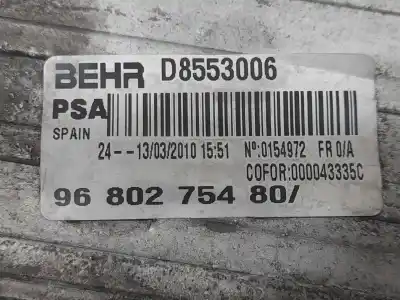 BEHR D8553006
PSA
SPAIN
24--13/03/2010 15:51 Nº:0154972 FR 0/A
COFOR:000043335C
96 802 754 80/